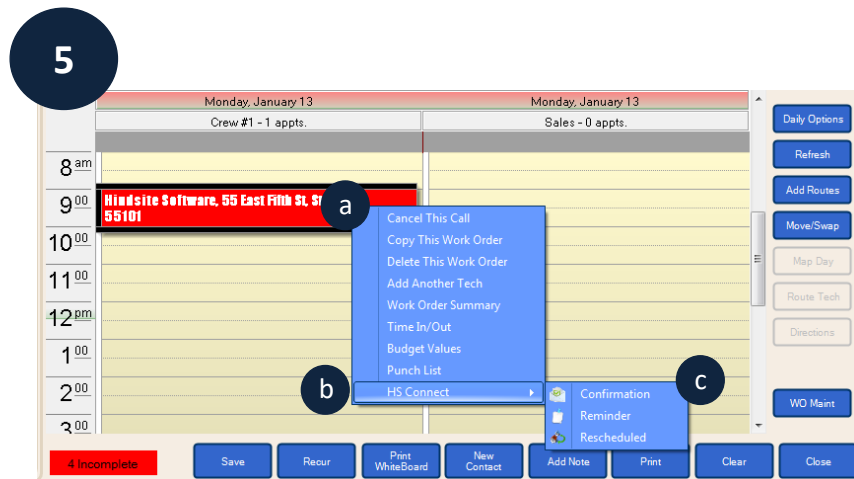 5
Monday, January 13
Monday, January 13
Crew #1 - 1 appts.
Sales - 0 appts.
8 am
9 00
10 00
11 00
12 pm
1 00
2 00
3 00
Hindsite Software, 55 East Fifth St,
55101
a
Cancel This Call
Copy This Work Order
Delete This Work Order
Add Another Tech
Work Order Summary
Time In/Out
Budget Values
Punch List
HS Connect
b
c
Confirmation
Reminder
Rescheduled
Daily Options
Refresh
Add Routes
Move/Swap
Map Day
Route Tech
Directions
WO Maint
4 Incomplete
Save
Recur
Print
WhiteBoard
New
Contact
Add Note
Print
Clear
Close